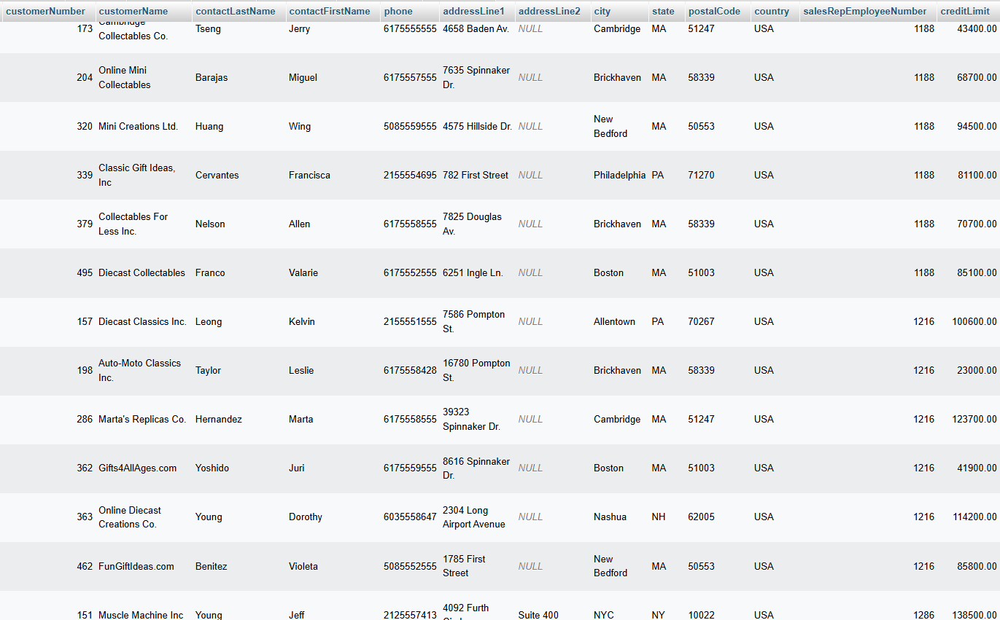 customerNumber customerName contactLastName contactFirstName phone addressLine1 addressLine2 city state postalCode country salesRepEmployeeNumber creditLimit
173 Cambridge Collectables Co. Tseng Jerry 6175555555 4658 Baden Av. NULL Cambridge MA 51247 USA 1188 43400.00
204 Online Mini Collectables Barajas Miguel 6175557555 7635 Spinnaker Dr. NULL Brickhaven MA 58339 USA 1188 68700.00
320 Mini Creations Ltd. Huang Wing 5085559555 4575 Hillside Dr. NULL New Bedford MA 50553 USA 1188 94500.00
339 Classic Gift Ideas, Inc Cervantes Francisca 2155554695 782 First Street NULL Philadelphia PA 71270 USA 1188 81100.00
379 Collectables For Less Inc. Nelson Allen 6175558555 7825 Douglas Av. NULL Brickhaven MA 58339 USA 1188 70700.00
495 Diecast Collectables Franco Valarie 6175552555 6251 Ingle Ln. NULL Boston MA 51003 USA 1188 85100.00
157 Diecast Classics Inc. Leong Kelvin 2155551555 7586 Pompton St. NULL Allentown PA 70267 USA 1216 100600.00
198 Auto-Moto Classics Inc. Taylor Leslie 6175558428 16780 Pompton St. NULL Brickhaven MA 58339 USA 1216 23000.00
286 Marta's Replicas Co. Hernandez Marta 6175558555 39323 Spinnaker Dr. NULL Cambridge MA 51247 USA 1216 123700.00
362 Gifts4AllAges.com Yoshido Juri 6175559555 8616 Spinnaker Dr. NULL Boston MA 51003 USA 1216 41900.00
363 Online Diecast Creations Co. Young Dorothy 6035558647 2304 Long Airport Avenue NULL Nashua NH 62005 USA 1216 114200.00
462 FunGiftIdeas.com Benitez Violeta 5085552555 1785 First Street NULL New Bedford MA 50553 USA 1216 85800.00
151 Muscle Machine Inc Young Jeff 2125557413 4092 Furth Suite 400 NYC NY 10022 USA 1286 138500.00